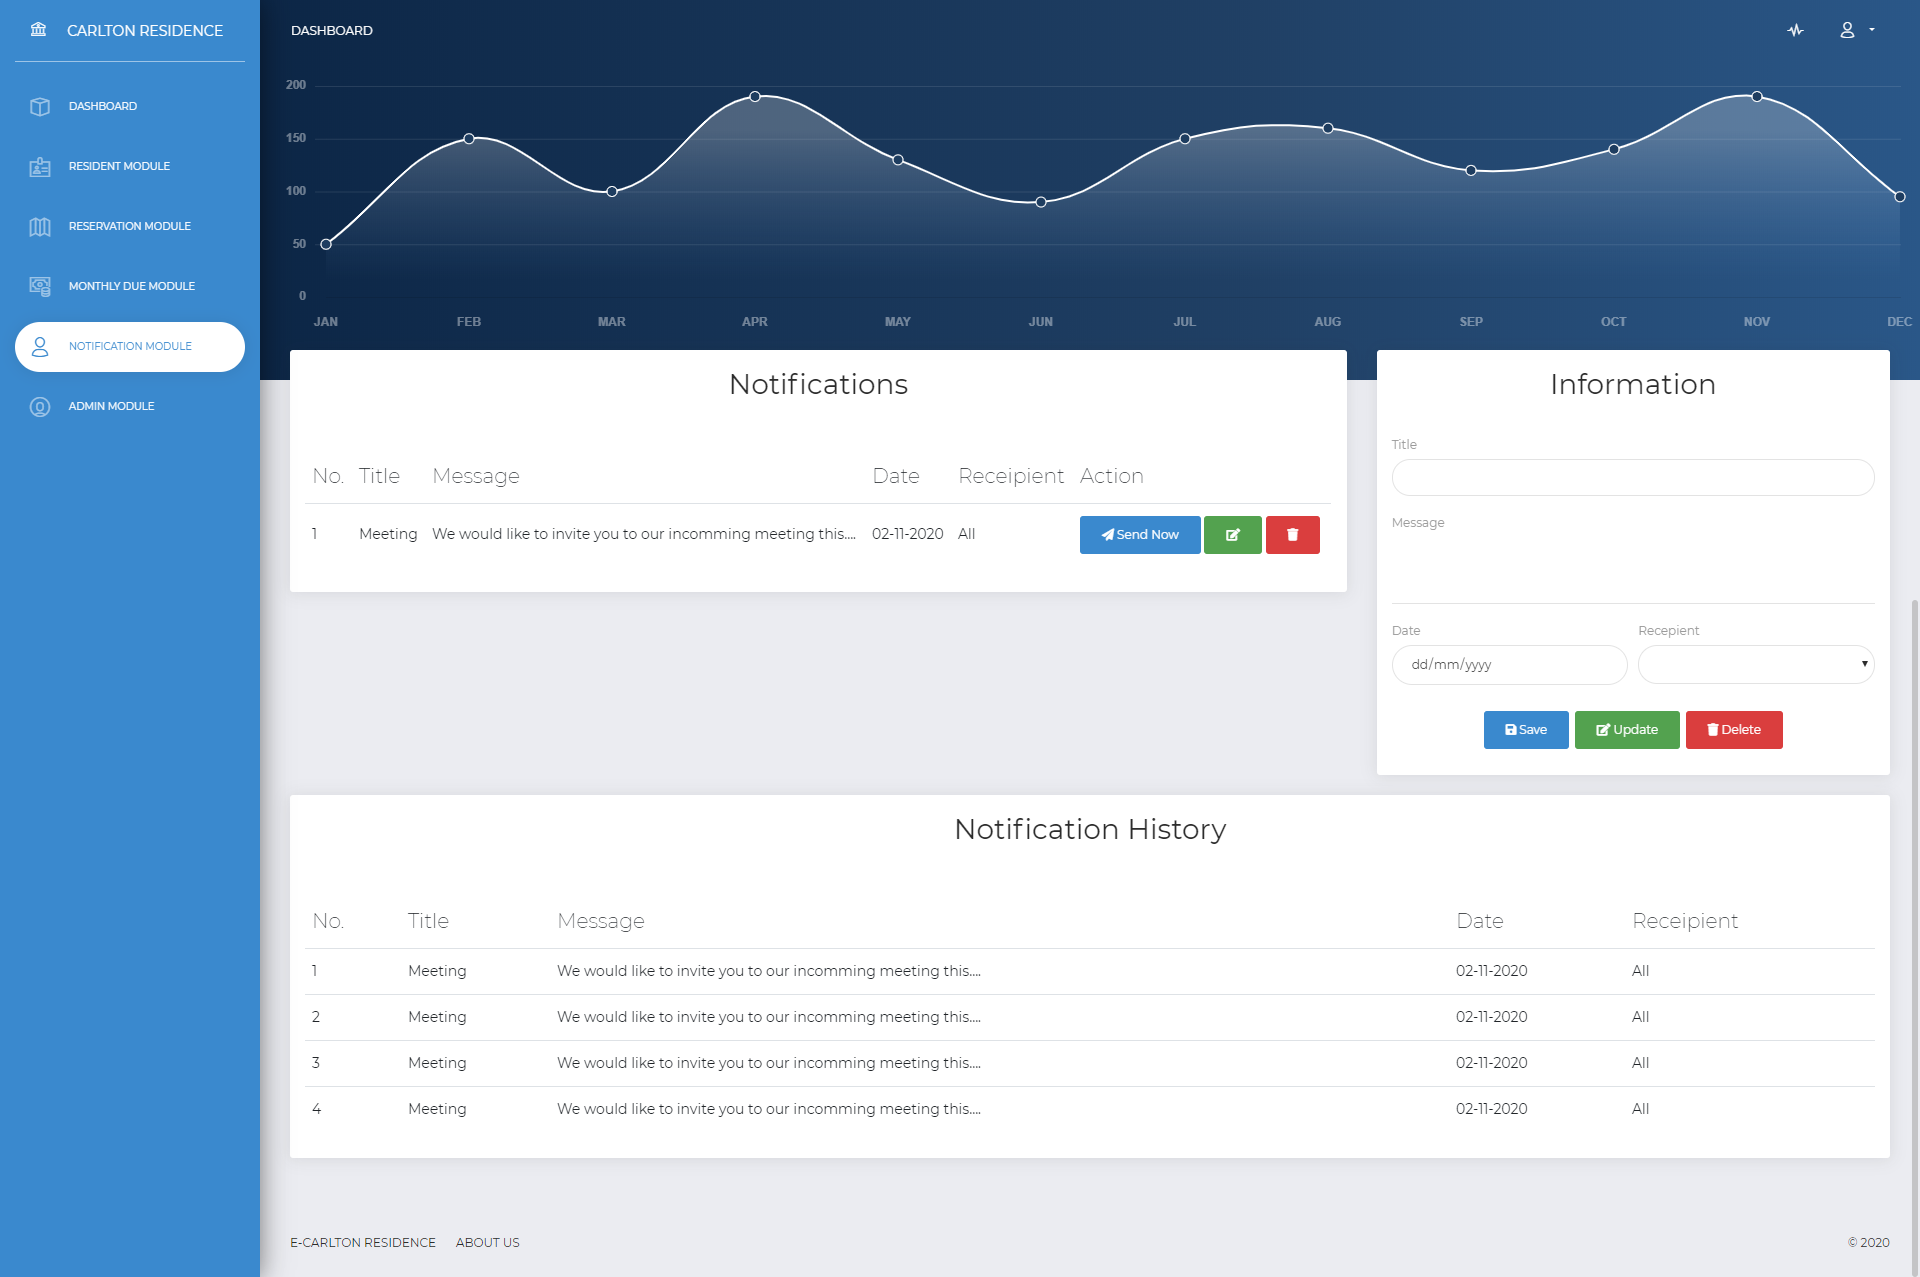 CARLTON RESIDENCE
DASHBOARD
RESIDENT MODULE
RESERVATION MODULE
MONTHLY DUE MODULE
NOTIFICATION MODULE
ADMIN MODULE
DASHBOARD
200
150
100
50
0
JAN FEB MAR APR MAY JUN JUL AUG SEP OCT NOV DEC
Notifications
No. Title Message Date Receipient Action
1 Meeting We would like to invite you to our incomming meeting this.... 02-11-2020 All Send Now
Information
Title
Message
Date Recepient
dd/mm/yyyy
Save Update Delete
Notification History
No. Title Message Date Receipient
1 Meeting We would like to invite you to our incomming meeting this.... 02-11-2020 All
2 Meeting We would like to invite you to our incomming meeting this.... 02-11-2020 All
3 Meeting We would like to invite you to our incomming meeting this.... 02-11-2020 All
4 Meeting We would like to invite you to our incomming meeting this.... 02-11-2020 All
E-CARLTON RESIDENCE ABOUT US © 2020